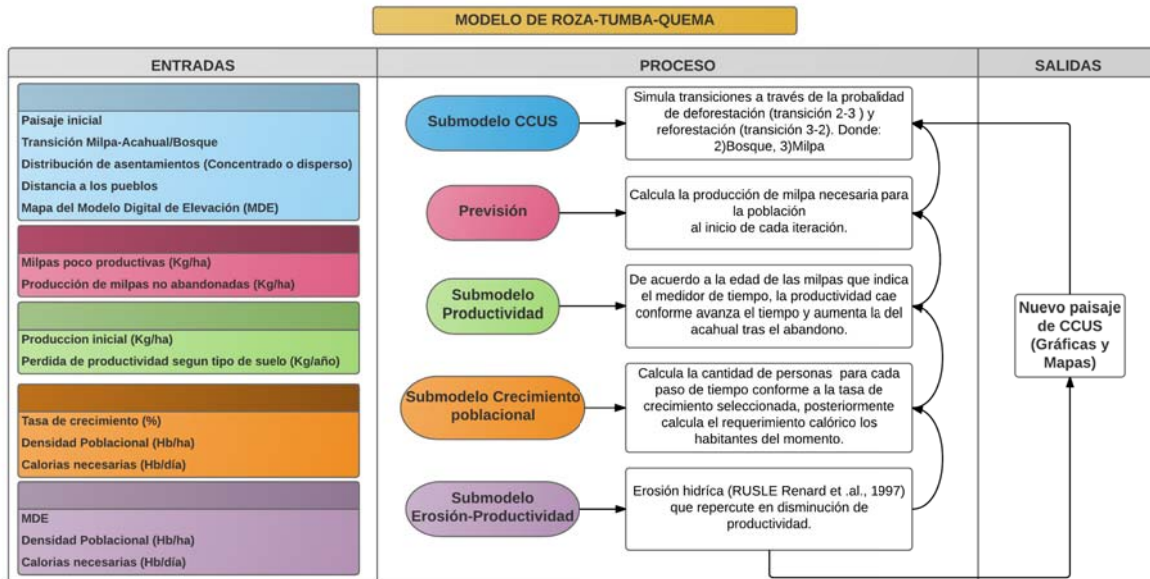 MODELO DE ROZA-TUMBA-QUEMA
ENTRADAS
PROCESO
SALIDAS
Paisaje inicial
Transición Milpa-Acahual/Bosque
Distribución de asentamientos (Concentrado o disperso)
Distancia a los pueblos
Mapa del Modelo Digital de Elevación (MDE)
Milpas poco productivas (Kg/ha)
Producción de milpas no abandonadas (Kg/ha)
Produccion inicial (Kg/ha)
Perdida de productividad segun tipo de suelo (Kg/año)
Tasa de crecimiento (%)
Densidad Poblacional (Hb/ha)
Calorias necesarias (Hb/día)
MDE
Densidad Poblacional (Hb/ha)
Calorias necesarias (Hb/día)
Submodelo CCUS
Simula transiciones a través de la probalidad
de deforestación (transición 2-3 ) y
reforestación (transición 3-2). Donde:
2)Bosque, 3)Milpa
Previsión
Calcula la producción de milpa necesaria para
la población
al inicio de cada iteración.
Submodelo
Productividad
De acuerdo a la edad de las milpas que indica
el medidor de tiempo, la productividad cae
conforme avanza el tiempo y aumenta la del
acahual tras el abandono.
Submodelo Crecimiento
poblacional
Calcula la cantidad de personas para cada
paso de tiempo conforme a la tasa de
crecimiento seleccionada, posteriormente
calcula el requerimiento calórico los
habitantes del momento.
Submodelo
Erosión-Productividad
Erosión hidríca (RUSLE Renard et .al., 1997)
que repercute en disminución de
productividad.
Nuevo paisaje
de CCUS
(Gráficas y
Mapas)